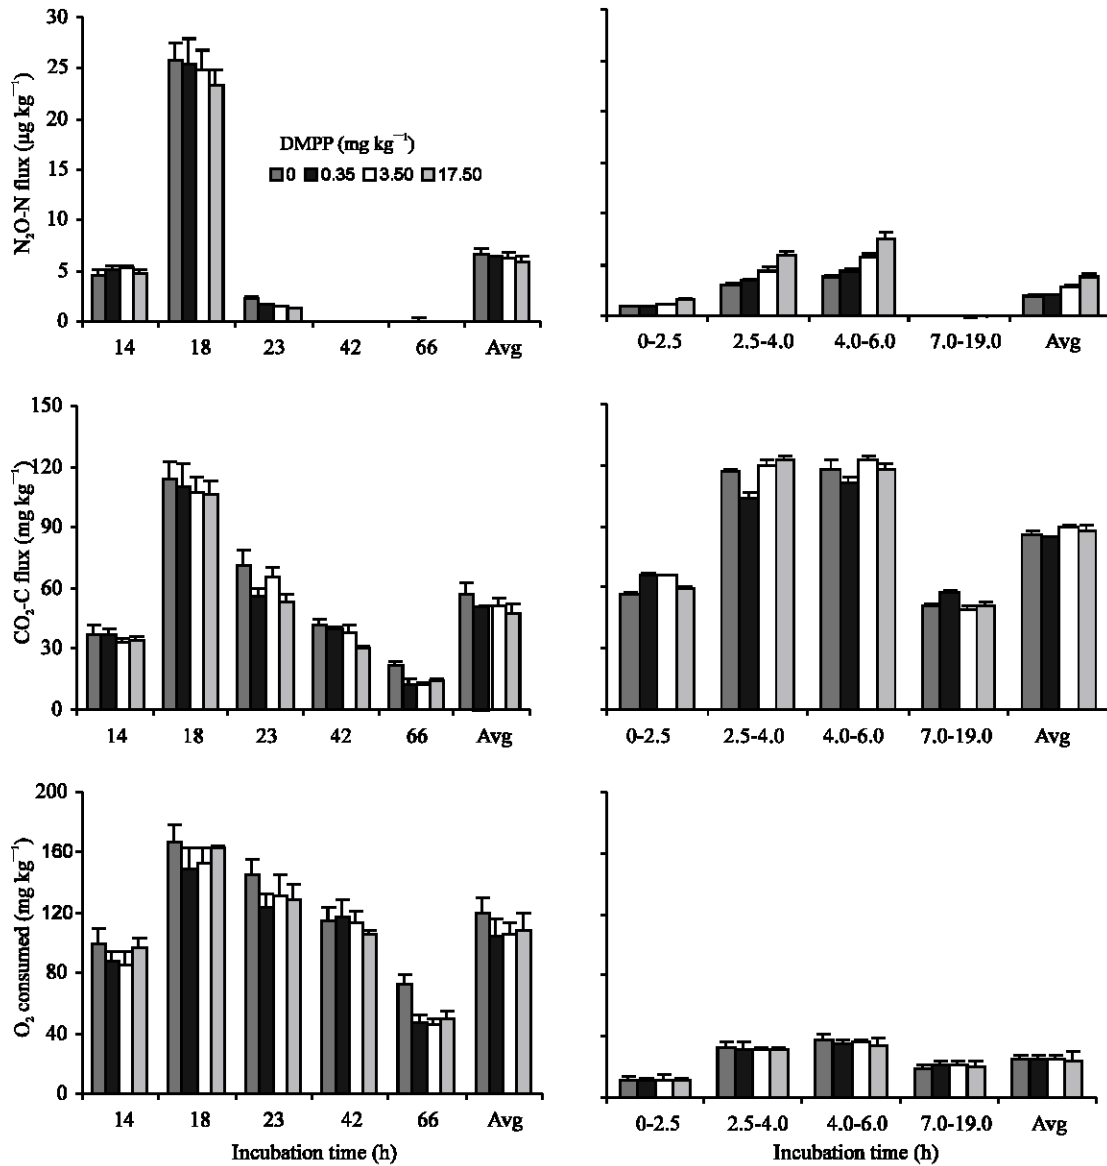 30
25
20
15
10
5
0
N₂O-N flux (µg kg⁻¹)
DMPP (mg kg⁻¹)
0 0.35 3.50 17.50
14 18 23 42 66 Avg
0-2.5 2.5-4.0 4.0-6.0 7.0-19.0 Avg
150
120
90
60
30
0
CO₂-C flux (mg kg⁻¹)
14 18 23 42 66 Avg
0-2.5 2.5-4.0 4.0-6.0 7.0-19.0 Avg
200
160
120
80
40
0
O₂ consumed (mg kg⁻¹)
14 18 23 42 66 Avg
Incubation time (h)
0-2.5 2.5-4.0 4.0-6.0 7.0-19.0 Avg
Incubation time (h)